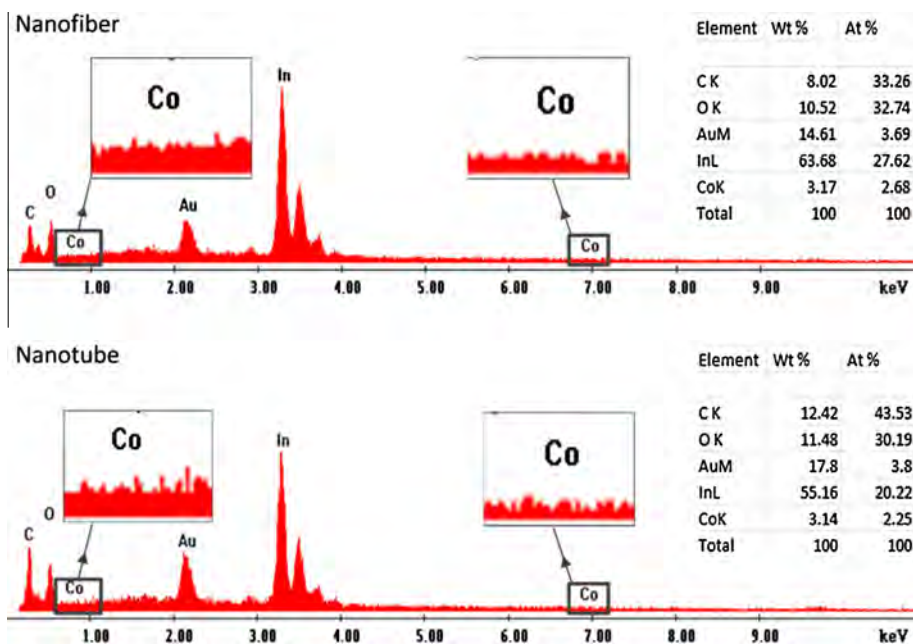 Nanofiber
Element Wt % At %
C K 8.02 33.26
O K 10.52 32.74
AuM 14.61 3.69
InL 63.68 27.62
CoK 3.17 2.68
Total 100 100
Co
Co
In
O
C
Au
Co
Co
1.00 2.00 3.00 4.00 5.00 6.00 7.00 8.00 9.00 keV
Nanotube
Element Wt % At %
C K 12.42 43.53
O K 11.48 30.19
AuM 17.8 3.8
InL 55.16 20.22
CoK 3.14 2.25
Total 100 100
Co
Co
In
O
C
Au
Co
Co
1.00 2.00 3.00 4.00 5.00 6.00 7.00 8.00 9.00 keV